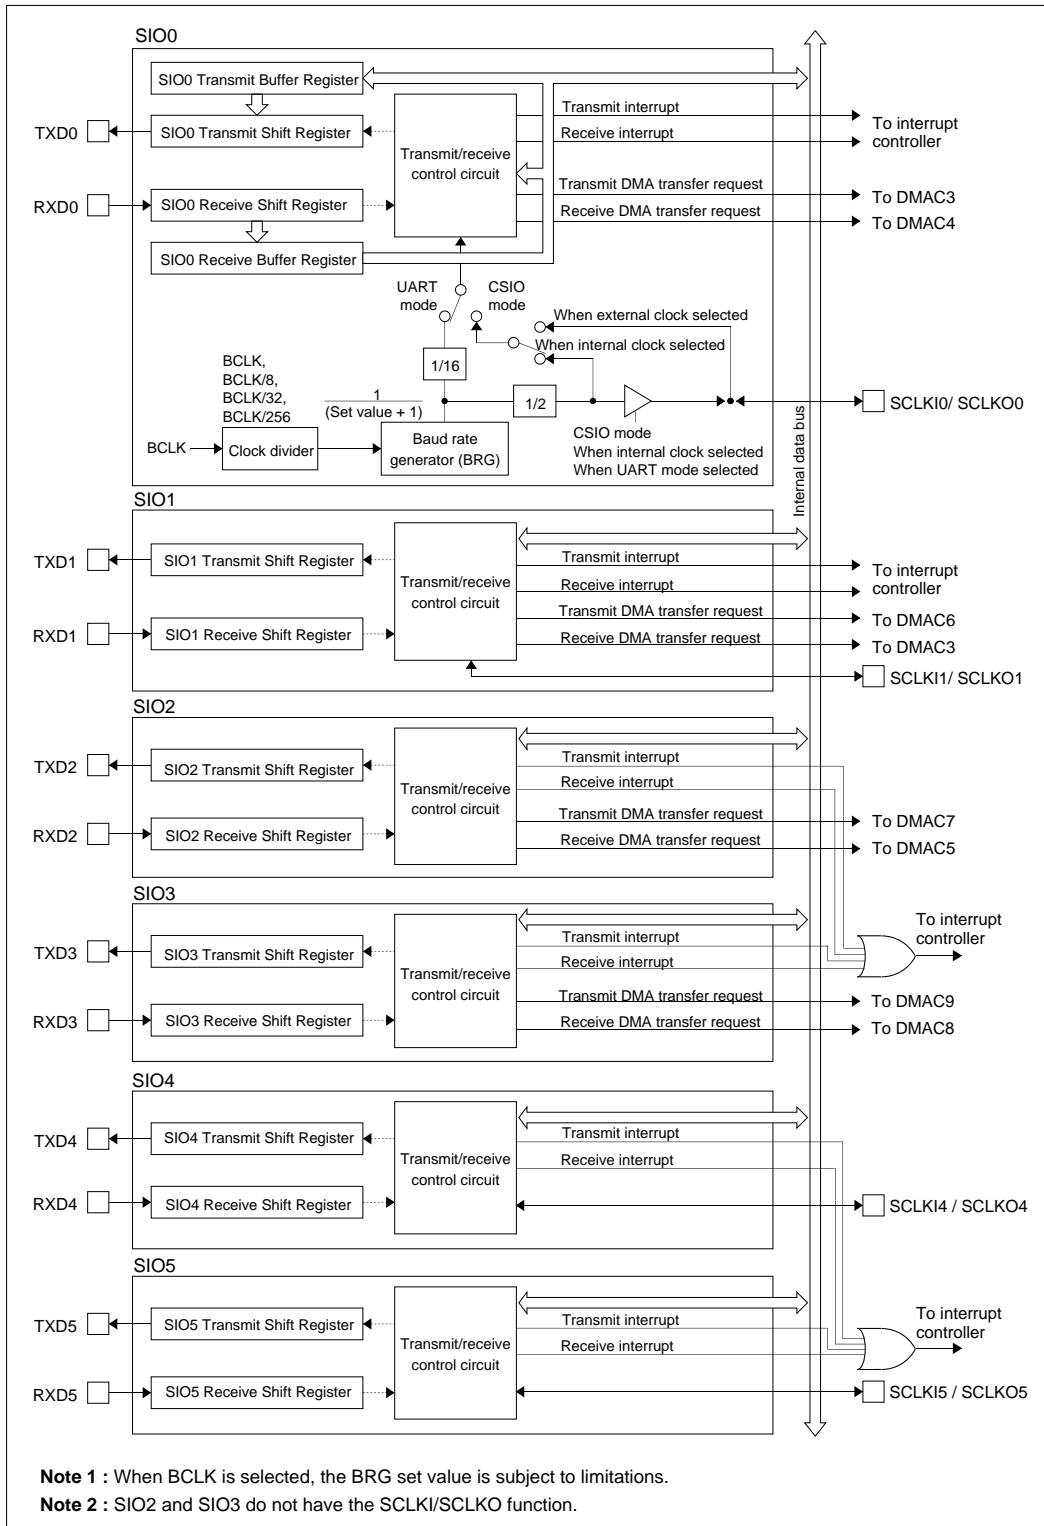 SIO0
SIO0 Transmit Buffer Register
TXD0
SIO0 Transmit Shift Register
RXD0
SIO0 Receive Shift Register
SIO0 Receive Buffer Register
Transmit/receive
control circuit
Transmit interrupt
Receive interrupt
To interrupt
controller
Transmit DMA transfer request
To DMAC3
Receive DMA transfer request
To DMAC4
UART
mode
CSIO
mode
When external clock selected
When internal clock selected
1/16
BCLK,
BCLK/8,
BCLK/32,
BCLK/256
1
(Set value + 1)
1/2
SCLKI0/ SCLKO0
BCLK
Clock divider
Baud rate
generator (BRG)
CSIO mode
When internal clock selected
When UART mode selected
Internal data bus
SIO1
TXD1
SIO1 Transmit Shift Register
RXD1
SIO1 Receive Shift Register
Transmit/receive
control circuit
Transmit interrupt
Receive interrupt
To interrupt
controller
Transmit DMA transfer request
To DMAC6
Receive DMA transfer request
To DMAC3
SCLKI1/ SCLKO1
SIO2
TXD2
SIO2 Transmit Shift Register
RXD2
SIO2 Receive Shift Register
Transmit/receive
control circuit
Transmit interrupt
Receive interrupt
Transmit DMA transfer request
To DMAC7
Receive DMA transfer request
To DMAC5
SIO3
TXD3
SIO3 Transmit Shift Register
RXD3
SIO3 Receive Shift Register
Transmit/receive
control circuit
Transmit interrupt
Receive interrupt
To interrupt
controller
Transmit DMA transfer request
To DMAC9
Receive DMA transfer request
To DMAC8
SIO4
TXD4
SIO4 Transmit Shift Register
RXD4
SIO4 Receive Shift Register
Transmit/receive
control circuit
Transmit interrupt
Receive interrupt
SCLKI4 / SCLKO4
SIO5
TXD5
SIO5 Transmit Shift Register
RXD5
SIO5 Receive Shift Register
Transmit/receive
control circuit
Transmit interrupt
Receive interrupt
To interrupt
controller
SCLKI5 / SCLKO5
Note 1 : When BCLK is selected, the BRG set value is subject to limitations.
Note 2 : SIO2 and SIO3 do not have the SCLKI/SCLKO function.